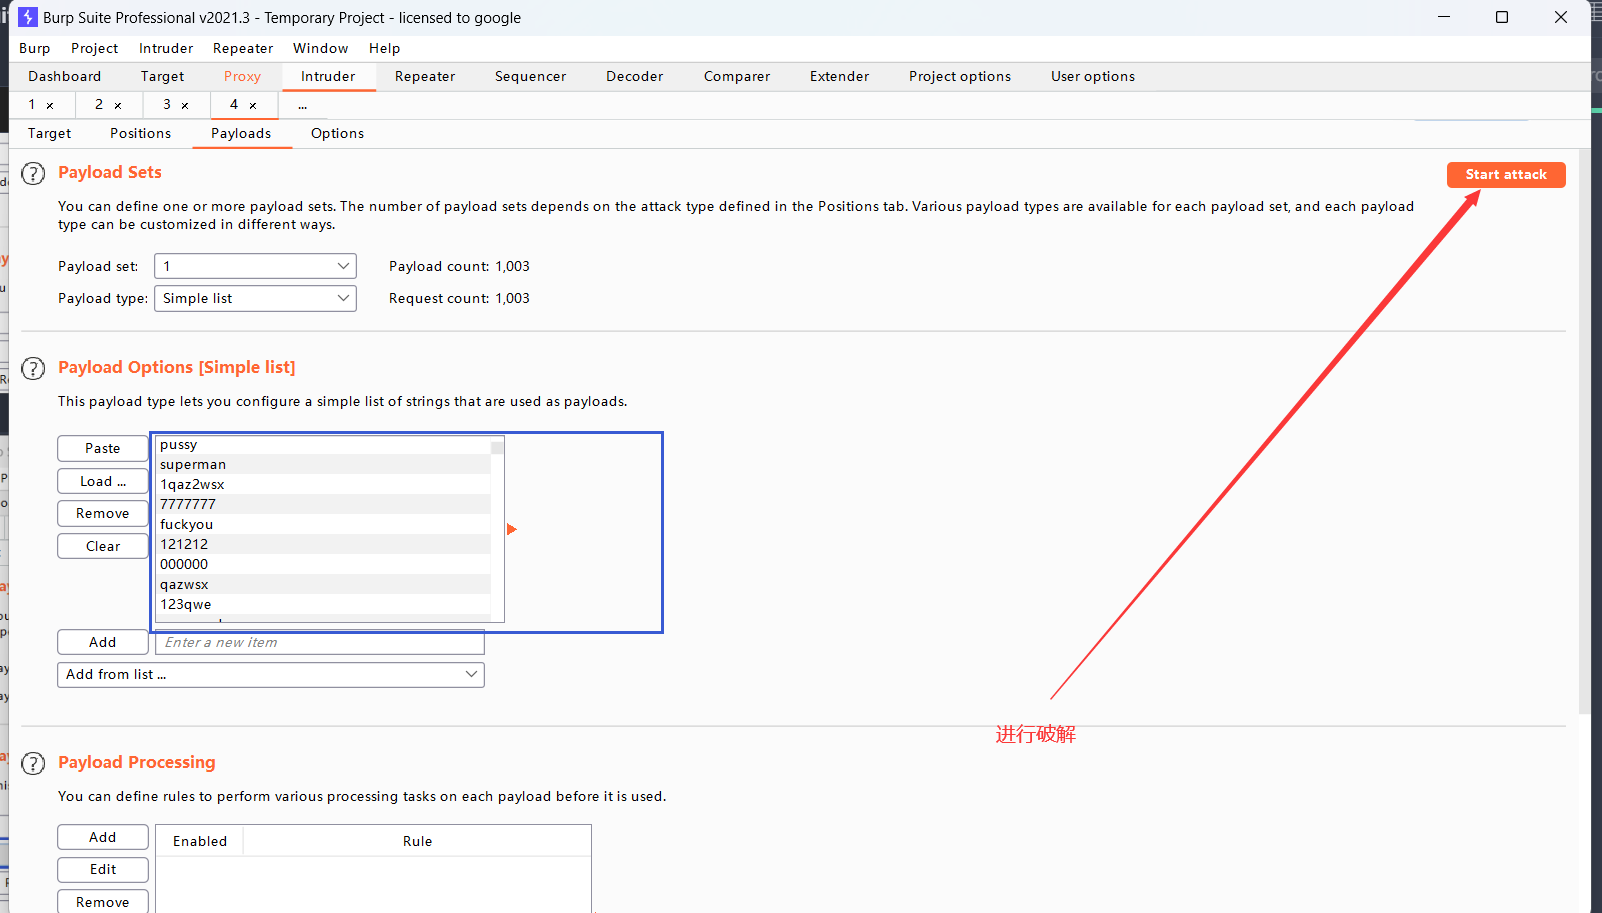 Burp Suite Professional v2021.3 - Temporary Project - licensed to google
Burp Project Intruder Repeater Window Help
Dashboard Target Proxy Intruder Repeater Sequencer Decoder Comparer Extender Project options User options
1 × 2 × 3 × 4 × ...
Target Positions Payloads Options
? Payload Sets
Start attack
You can define one or more payload sets. The number of payload sets depends on the attack type defined in the Positions tab. Various payload types are available for each payload set, and each payload
type can be customized in different ways.
Payload set: 1 Payload count: 1,003
Payload type: Simple list Request count: 1,003
? Payload Options [Simple list]
This payload type lets you configure a simple list of strings that are used as payloads.
Paste
Load ...
Remove
Clear
pussy
superman
1qaz2wsx
7777777
fuckyou
121212
000000
qazwsx
123qwe
Add Enter a new item
Add from list ...
进行破解
? Payload Processing
You can define rules to perform various processing tasks on each payload before it is used.
Add
Edit
Remove
Enabled Rule